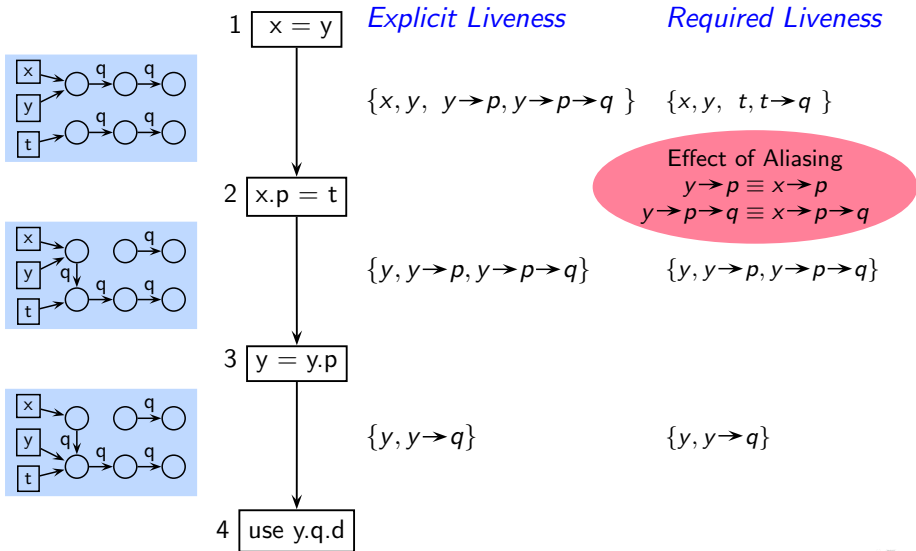 Explicit Liveness Required Liveness
1 x = y
x q q
y
t q q
{x, y, y→p, y→p→q } {x, y, t, t→q }
Effect of Aliasing
y→p ≡ x→p
y→p→q ≡ x→p→q
2 x.p = t
x q
y
q
t q q
{y, y→p, y→p→q} {y, y→p, y→p→q}
3 y = y.p
x q
y q
t q q
{y, y→q} {y, y→q}
4 use y.q.d